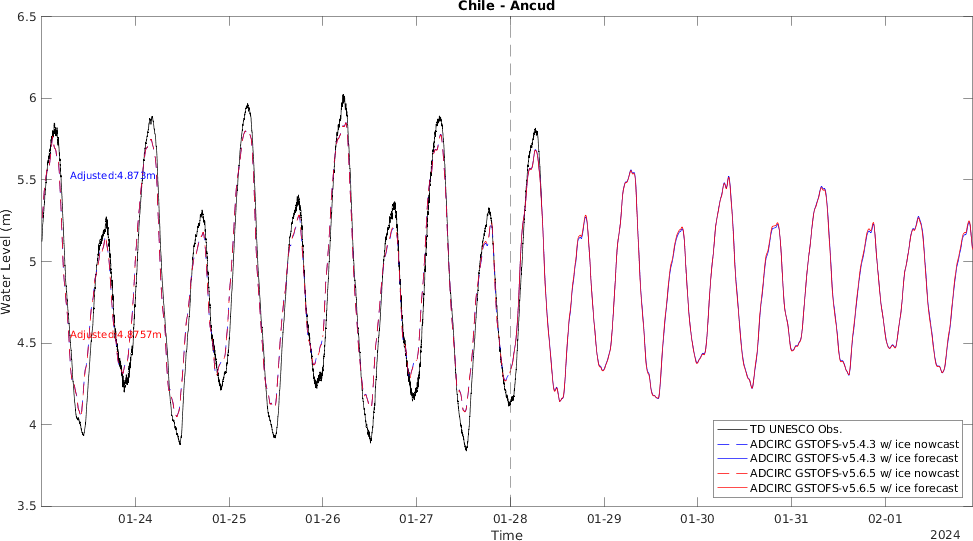 Chile - Ancud
6.5
6
5.5
5
4.5
4
3.5
Water Level (m)
Adjusted:4.873m
Adjusted:4.8757m
TD UNESCO Obs.
ADCIRC GSTOFS-v5.4.3 w/ ice nowcast
ADCIRC GSTOFS-v5.4.3 w/ ice forecast
ADCIRC GSTOFS-v5.6.5 w/ ice nowcast
ADCIRC GSTOFS-v5.6.5 w/ ice forecast
01-24 01-25 01-26 01-27 01-28 01-29 01-30 01-31 02-01
Time
2024